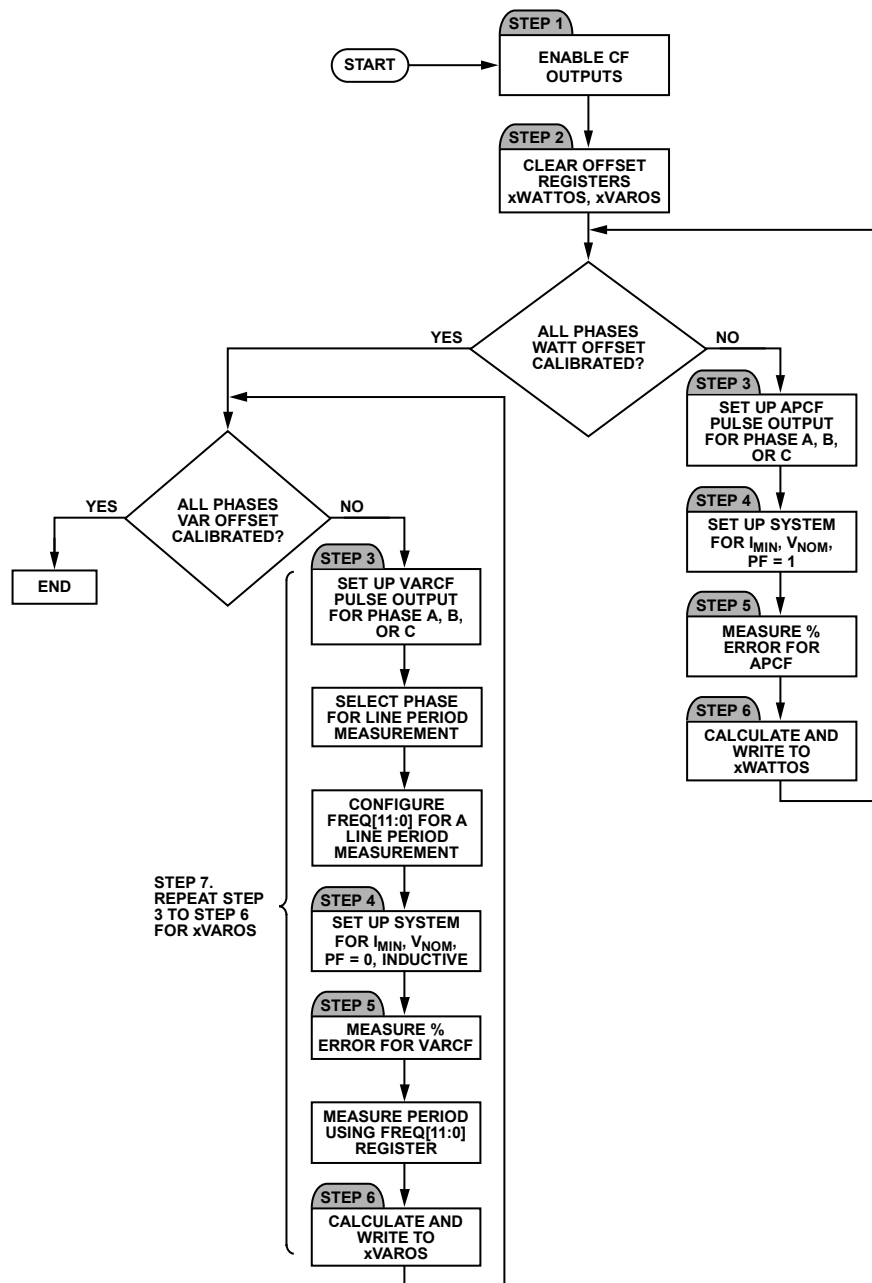 STEP 1
START
ENABLE CF
OUTPUTS
STEP 2
CLEAR OFFSET
REGISTERS
xWATTOS, xVAROS
YES
ALL PHASES
WATT OFFSET
CALIBRATED?
NO
STEP 3
SET UP APCF
PULSE OUTPUT
FOR PHASE A, B,
OR C
STEP 4
SET UP SYSTEM
FOR IMIN, VNOM,
PF = 1
STEP 5
MEASURE %
ERROR FOR
APCF
STEP 6
CALCULATE AND
WRITE TO
xWATTOS
YES
ALL PHASES
VAR OFFSET
CALIBRATED?
NO
END
STEP 3
SET UP VARCF
PULSE OUTPUT
FOR PHASE A, B,
OR C
SELECT PHASE
FOR LINE PERIOD
MEASUREMENT
CONFIGURE
FREQ[11:0] FOR A
LINE PERIOD
MEASUREMENT
STEP 7.
REPEAT STEP
3 TO STEP 6
FOR xVAROS
STEP 4
SET UP SYSTEM
FOR IMIN, VNOM,
PF = 0, INDUCTIVE
STEP 5
MEASURE %
ERROR FOR VARCF
MEASURE PERIOD
USING FREQ[11:0]
REGISTER
STEP 6
CALCULATE AND
WRITE TO
xVAROS